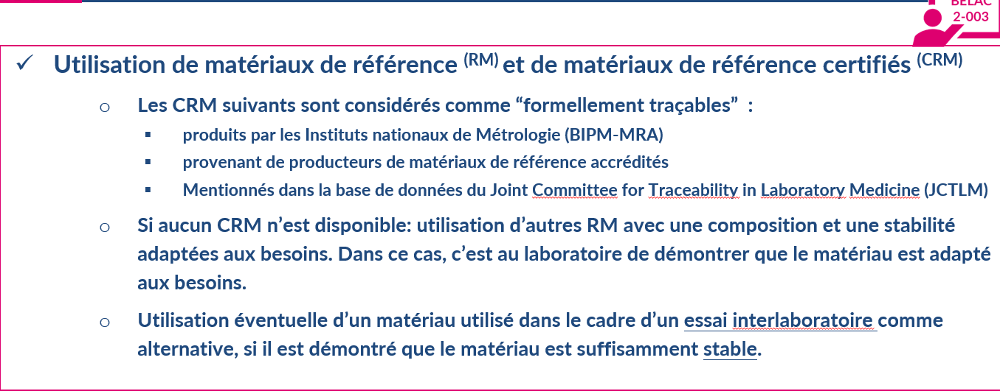 BELAC
2-003
✓ Utilisation de matériaux de référence (RM) et de matériaux de référence certifiés (CRM)
o Les CRM suivants sont considérés comme “formellement traçables” :
▪ produits par les Instituts nationaux de Métrologie (BIPM-MRA)
▪ provenant de producteurs de matériaux de référence accrédités
▪ Mentionnés dans la base de données du Joint Committee for Traceability in Laboratory Medicine (JCTLM)
o Si aucun CRM n’est disponible: utilisation d’autres RM avec une composition et une stabilité
adaptées aux besoins. Dans ce cas, c’est au laboratoire de démontrer que le matériau est adapté
aux besoins.
o Utilisation éventuelle d’un matériau utilisé dans le cadre d’un essai interlaboratoire comme
alternative, si il est démontré que le matériau est suffisamment stable.